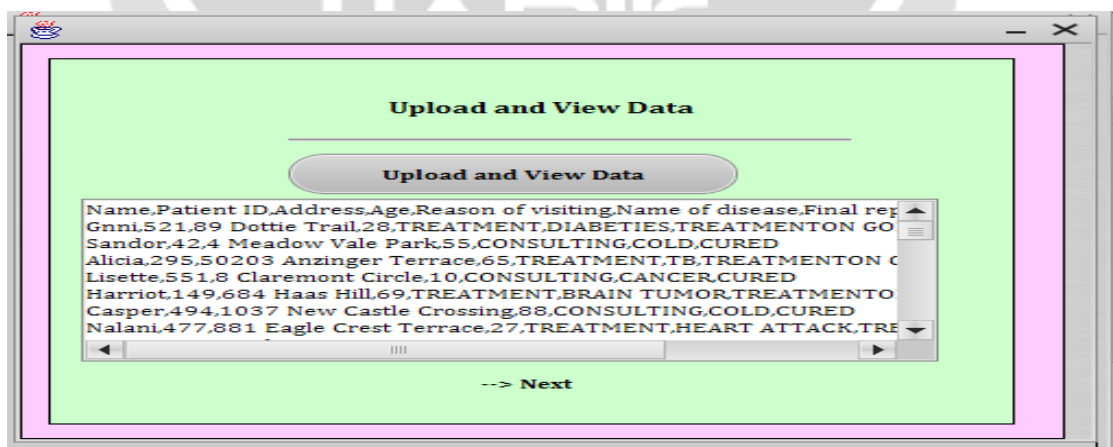 Upload and View Data
Upload and View Data
Name,Patient ID,Address,Age,Reason of visiting,Name of disease,Final rep
Gnni,521,89 Dottie Trail,28,TREATMENT,DIABETIES,TREATMENTON GO
Sandor,42,4 Meadow Vale Park,55,CONSULTING,COLD,CURED
Alicia,295,50203 Anzinger Terrace,65,TREATMENT,TB,TREATMENTON
Lisette,551,8 Claremont Circle,10,CONSULTING,CANCER,CURED
Harriot,149,684 Haas Hill,69,TREATMENT,BRAIN TUMOR,TREATMENTO
Casper,494,1037 New Castle Crossing,88,CONSULTING,COLD,CURED
Nalani,477,881 Eagle Crest Terrace,27,TREATMENT,HEART ATTACK,TRE
--> Next